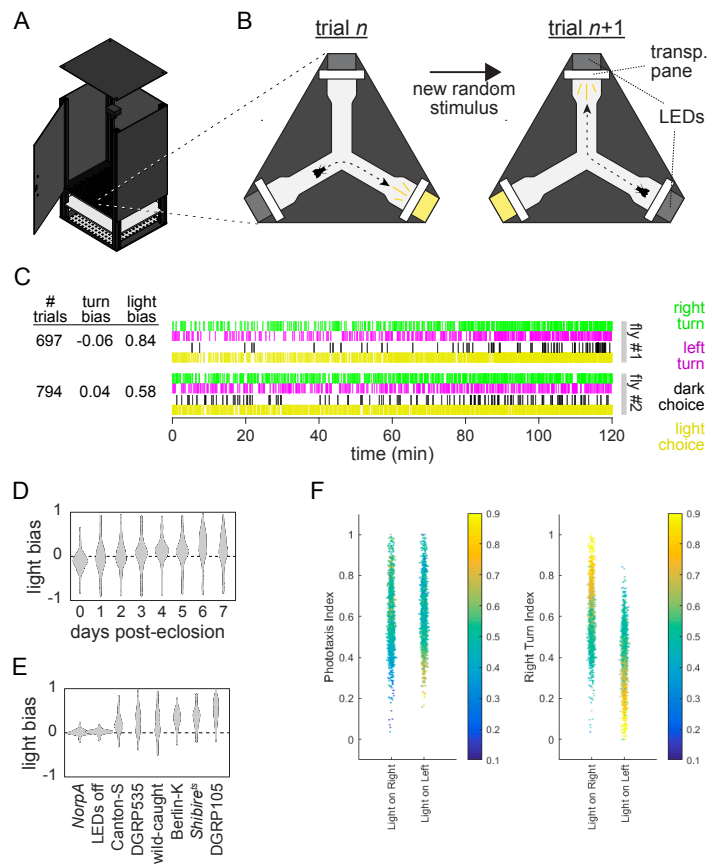 A
B
trial n
trial n+1
new random
stimulus
transp.
pane
LEDs
C
#
trials
turn
bias
light
bias
697 -0.06 0.84
794 0.04 0.58
fly #1
fly #2
right
turn
left
turn
dark
choice
light
choice
0 20 40 60 80 100 120
time (min)
D
light bias
1
0
-1
0 1 2 3 4 5 6 7
days post-eclosion
E
light bias
1
0
-1
NorpA
LEDs off
Canton-S
DGRP535
wild-caught
Berlin-K
Shibirets
DGRP105
F
Phototaxis Index
1
0.8
0.6
0.4
0.2
0
Light on Right
Light on Left
0.9
0.8
0.7
0.6
0.5
0.4
0.3
0.2
0.1
Right Turn Index
1
0.8
0.6
0.4
0.2
0
Light on Right
Light on Left
0.9
0.8
0.7
0.6
0.5
0.4
0.3
0.2
0.1